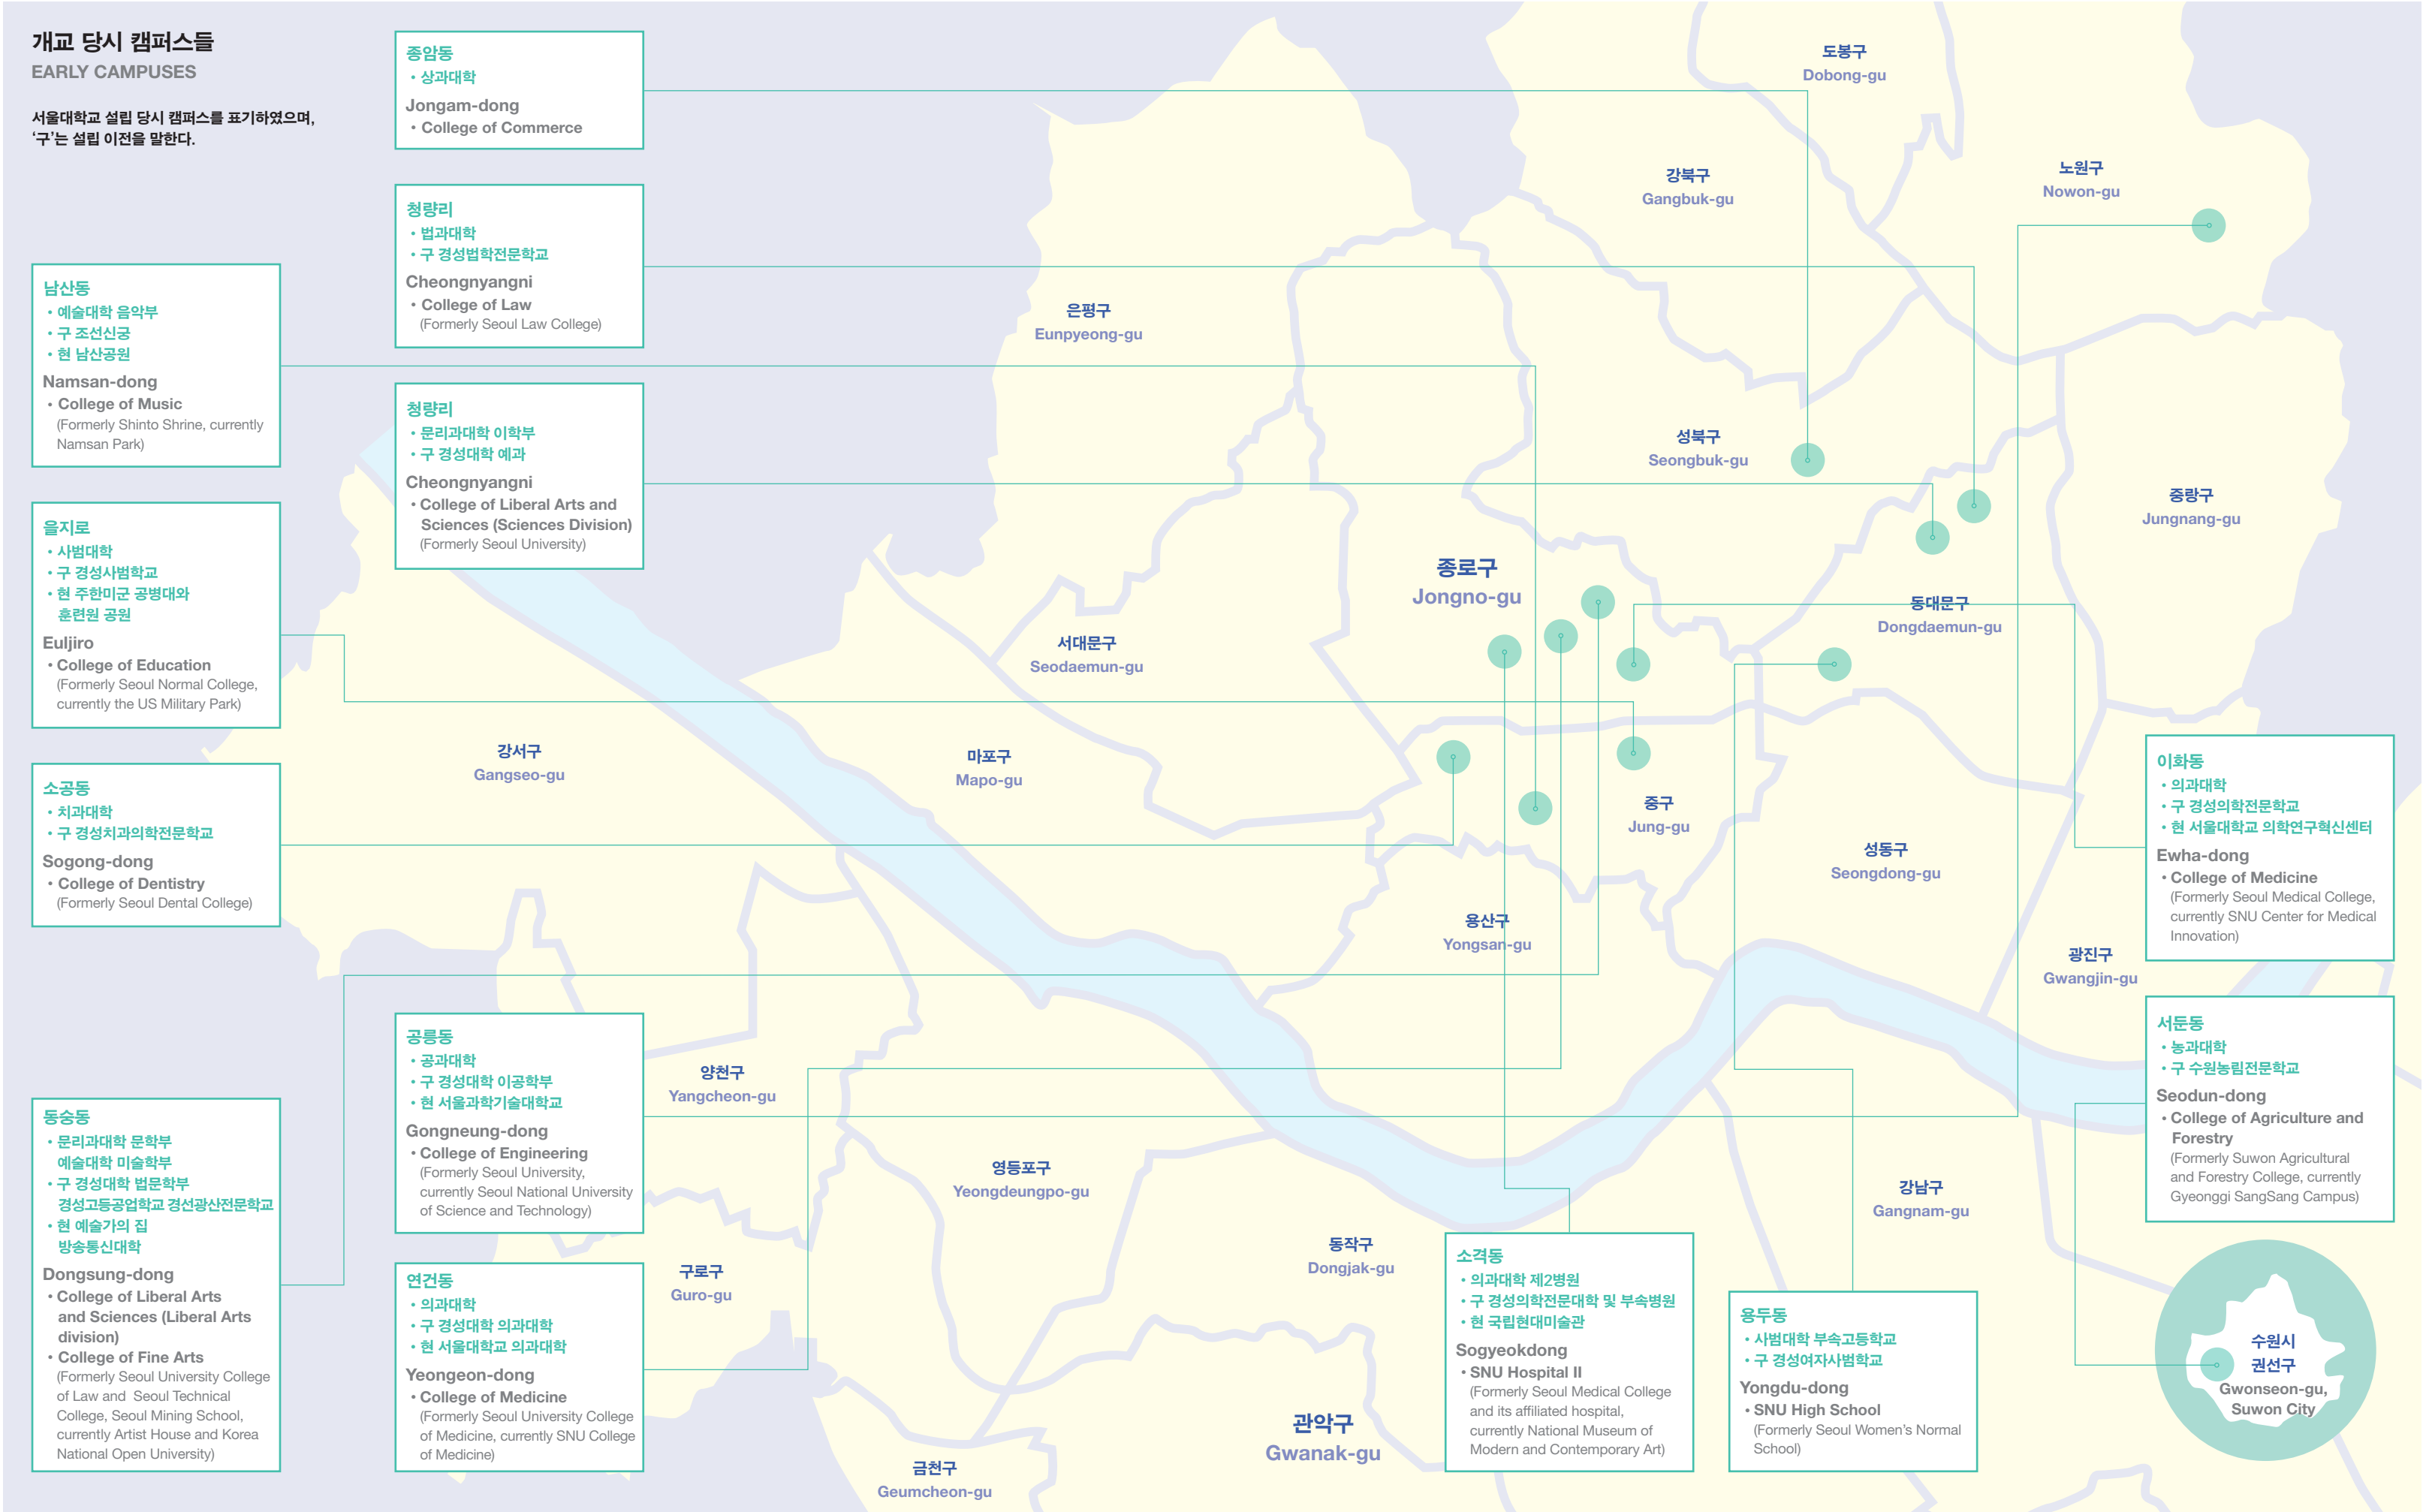 개교 당시 캠퍼스들
EARLY CAMPUSES
서울대학교 설립 당시 캠퍼스를 표기하였으며,
‘구’는 설립 이전을 말한다.
종암동
• 상과대학
Jongam-dong
• College of Commerce
청량리
• 법과대학
• 구 경성법학전문학교
Cheongnyangni
• College of Law
(Formerly Seoul Law College)
청량리
• 문리과대학 이학부
• 구 경성대학 예과
Cheongnyangni
• College of Liberal Arts and
Sciences (Sciences Division)
(Formerly Seoul University)
남산동
• 예술대학 음악부
• 구 조선신궁
• 현 남산공원
Namsan-dong
• College of Music
(Formerly Shinto Shrine, currently
Namsan Park)
을지로
• 사범대학
• 구 경성사범학교
• 현 주한미군 공병대와
훈련원 공원
Euljiro
• College of Education
(Formerly Seoul Normal College,
currently the US Military Park)
소공동
• 치과대학
• 구 경성치과의학전문학교
Sogong-dong
• College of Dentistry
(Formerly Seoul Dental College)
동숭동
• 문리과대학 문학부
예술대학 미술학부
• 구 경성대학 법문학부
경성고등공업학교 경선광산전문학교
• 현 예술가의 집
방송통신대학
Dongsung-dong
• College of Liberal Arts
and Sciences (Liberal Arts
division)
• College of Fine Arts
(Formerly Seoul University College
of Law and Seoul Technical
College, Seoul Mining School,
currently Artist House and Korea
National Open University)
공릉동
• 공과대학
• 구 경성대학 이공학부
• 현 서울과학기술대학교
Gongneung-dong
• College of Engineering
(Formerly Seoul University,
currently Seoul National University
of Science and Technology)
연건동
• 의과대학
• 구 경성대학 의과대학
• 현 서울대학교 의과대학
Yeongeon-dong
• College of Medicine
(Formerly Seoul University College
of Medicine, currently SNU College
of Medicine)
소격동
• 의과대학 제2병원
• 구 경성의학전문대학 및 부속병원
• 현 국립현대미술관
Sogyeokdong
• SNU Hospital II
(Formerly Seoul Medical College
and its affiliated hospital,
currently National Museum of
Modern and Contemporary Art)
용두동
• 사범대학 부속고등학교
• 구 경성여자사범학교
Yongdu-dong
• SNU High School
(Formerly Seoul Women’s Normal
School)
이화동
• 의과대학
• 구 경성의학전문학교
• 현 서울대학교 의학연구혁신센터
Ewha-dong
• College of Medicine
(Formerly Seoul Medical College,
currently SNU Center for Medical
Innovation)
서둔동
• 농과대학
• 구 수원농림전문학교
Seodun-dong
• College of Agriculture and
Forestry
(Formerly Suwon Agricultural
and Forestry College, currently
Gyeonggi SangSang Campus)
수원시
권선구
Gwonseon-gu,
Suwon City
도봉구
Dobong-gu
강북구
Gangbuk-gu
노원구
Nowon-gu
은평구
Eunpyeong-gu
성북구
Seongbuk-gu
중랑구
Jungnang-gu
종로구
Jongno-gu
동대문구
Dongdaemun-gu
서대문구
Seodaemun-gu
강서구
Gangseo-gu
마포구
Mapo-gu
중구
Jung-gu
성동구
Seongdong-gu
용산구
Yongsan-gu
광진구
Gwangjin-gu
양천구
Yangcheon-gu
영등포구
Yeongdeungpo-gu
강남구
Gangnam-gu
동작구
Dongjak-gu
구로구
Guro-gu
관악구
Gwanak-gu
금천구
Geumcheon-gu